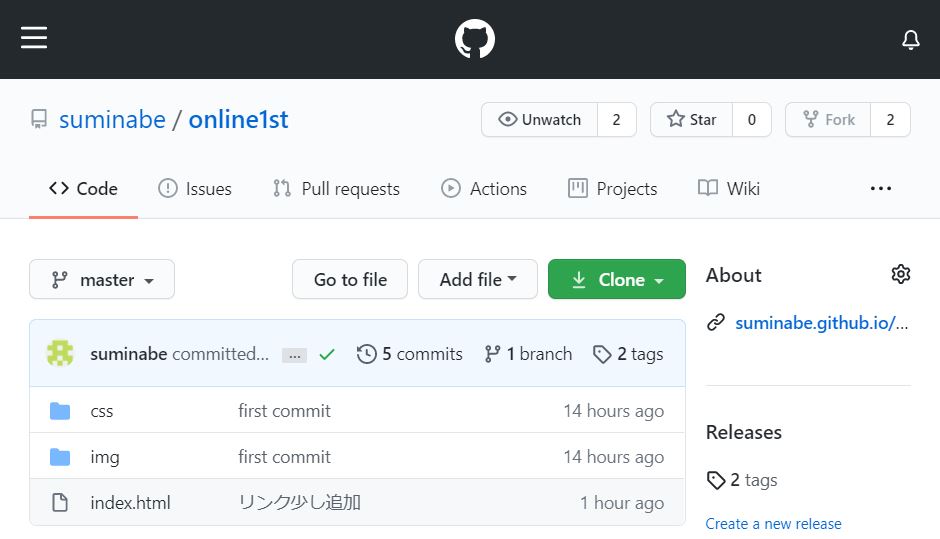 suminabe / online1st
Unwatch 2 Star 0 Fork 2
Code Issues Pull requests Actions Projects Wiki ...
master Go to file Add file Clone
About
suminabe.github.io/...
suminabe committed... ... 5 commits 1 branch 2 tags
css first commit 14 hours ago
img first commit 14 hours ago
index.html リンク少し追加 1 hour ago
Releases
2 tags
Create a new release